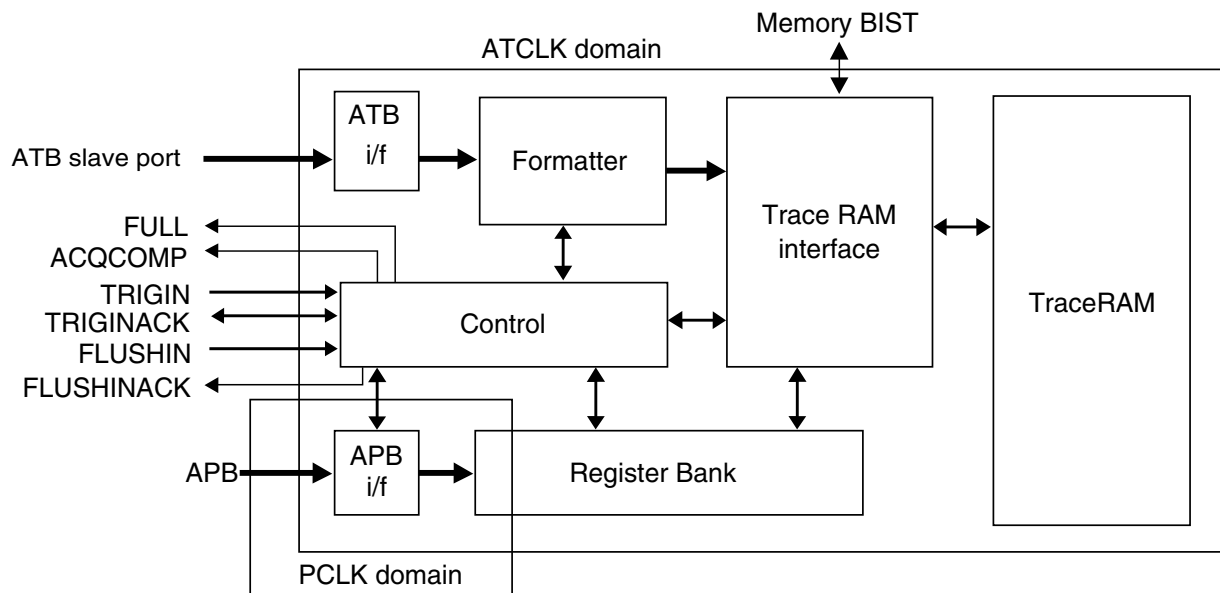 Memory BIST
ATCLK domain
ATB
i/f
Formatter
Trace RAM
interface
TraceRAM
ATB slave port
FULL
ACQCOMP
TRIGIN
TRIGINACK
FLUSHIN
FLUSHINACK
Control
APB
APB
i/f
Register Bank
PCLK domain